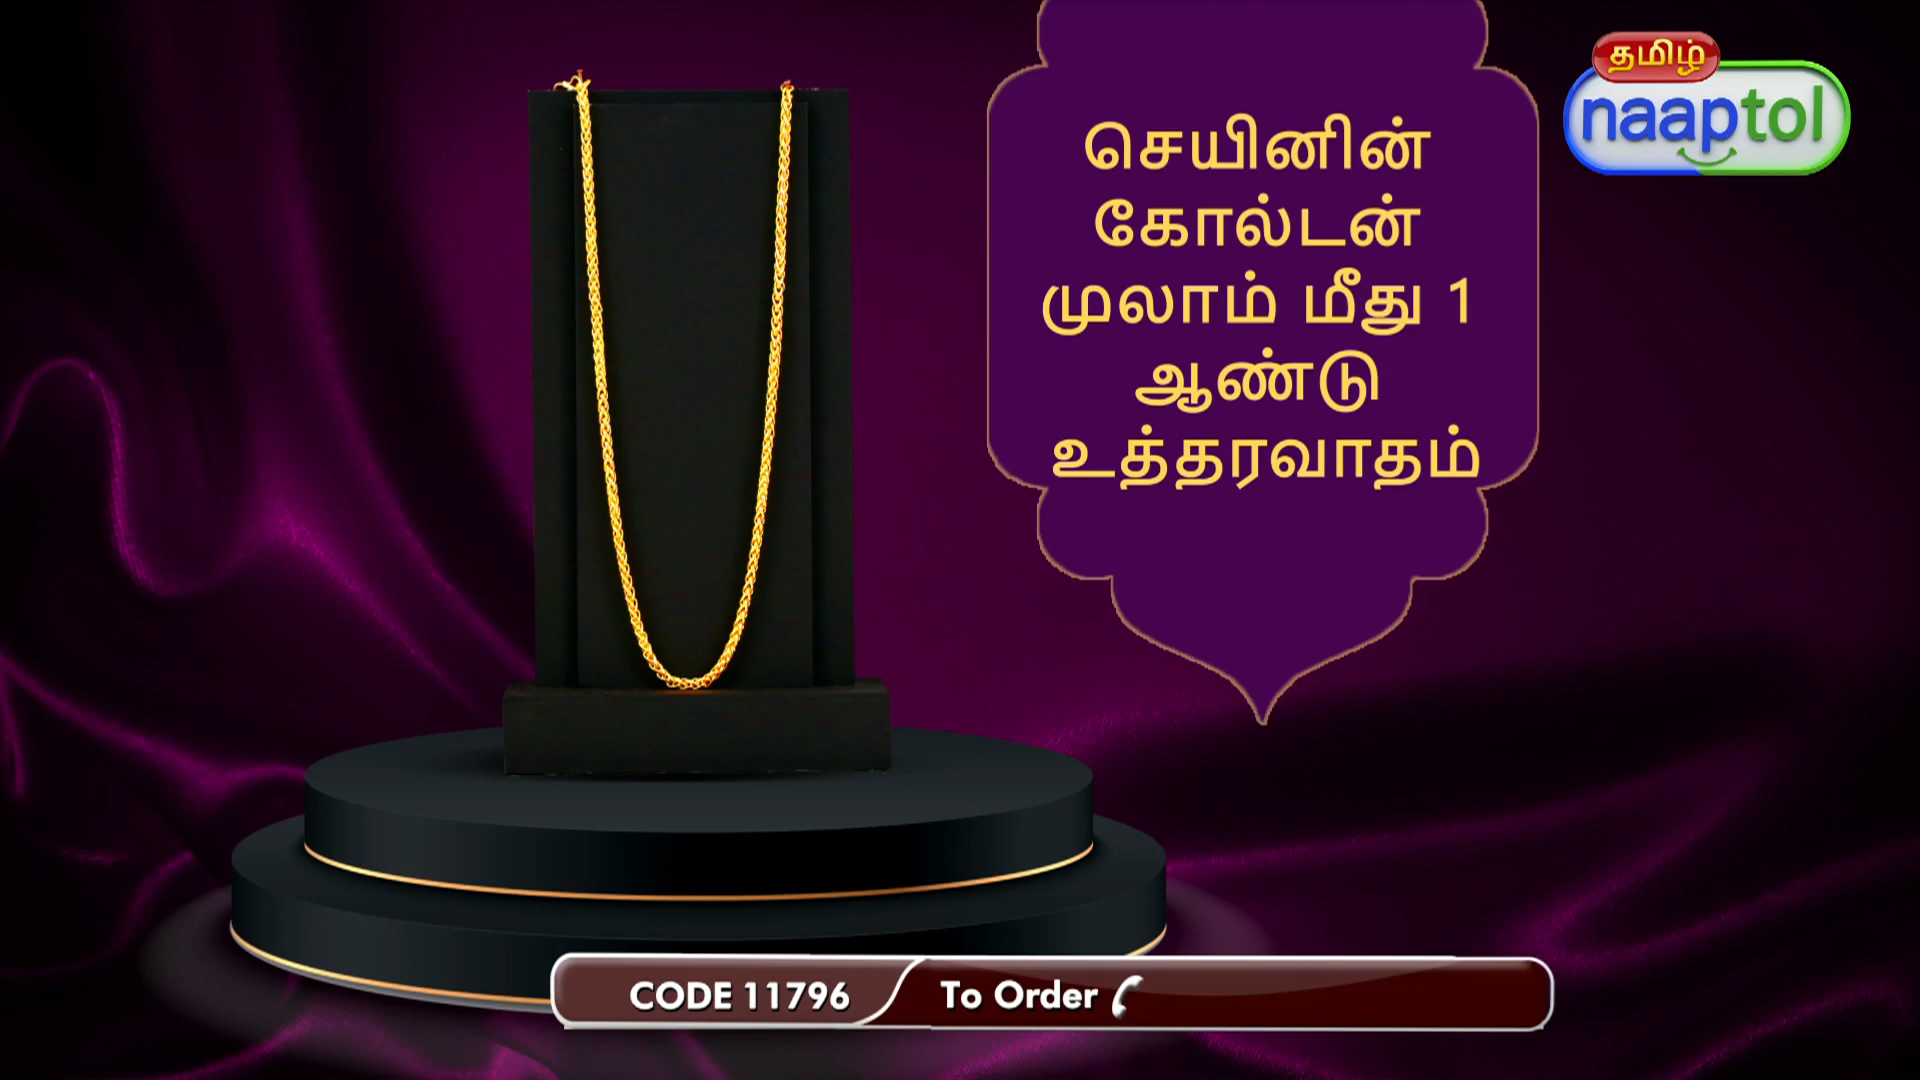 தமிழ்
naaptol
செயினின்
கோல்டன்
முலாம் மீது 1
ஆண்டு
உத்தரவாதம்
CODE 11796
To Order